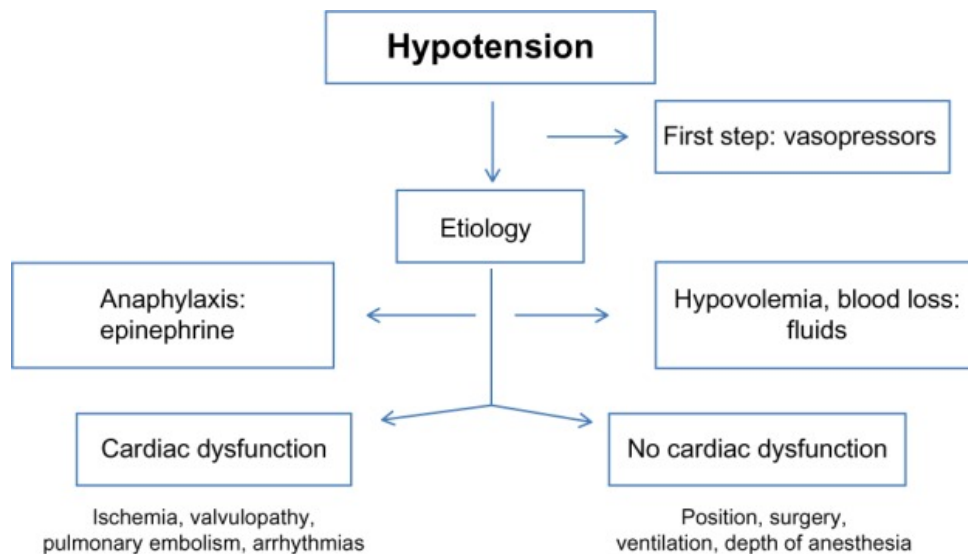 Hypotension
First step: vasopressors
Etiology
Anaphylaxis:
epinephrine
Hypovolemia, blood loss:
fluids
Cardiac dysfunction
No cardiac dysfunction
Ischemia, valvulopathy,
pulmonary embolism, arrhythmias
Position, surgery,
ventilation, depth of anesthesia